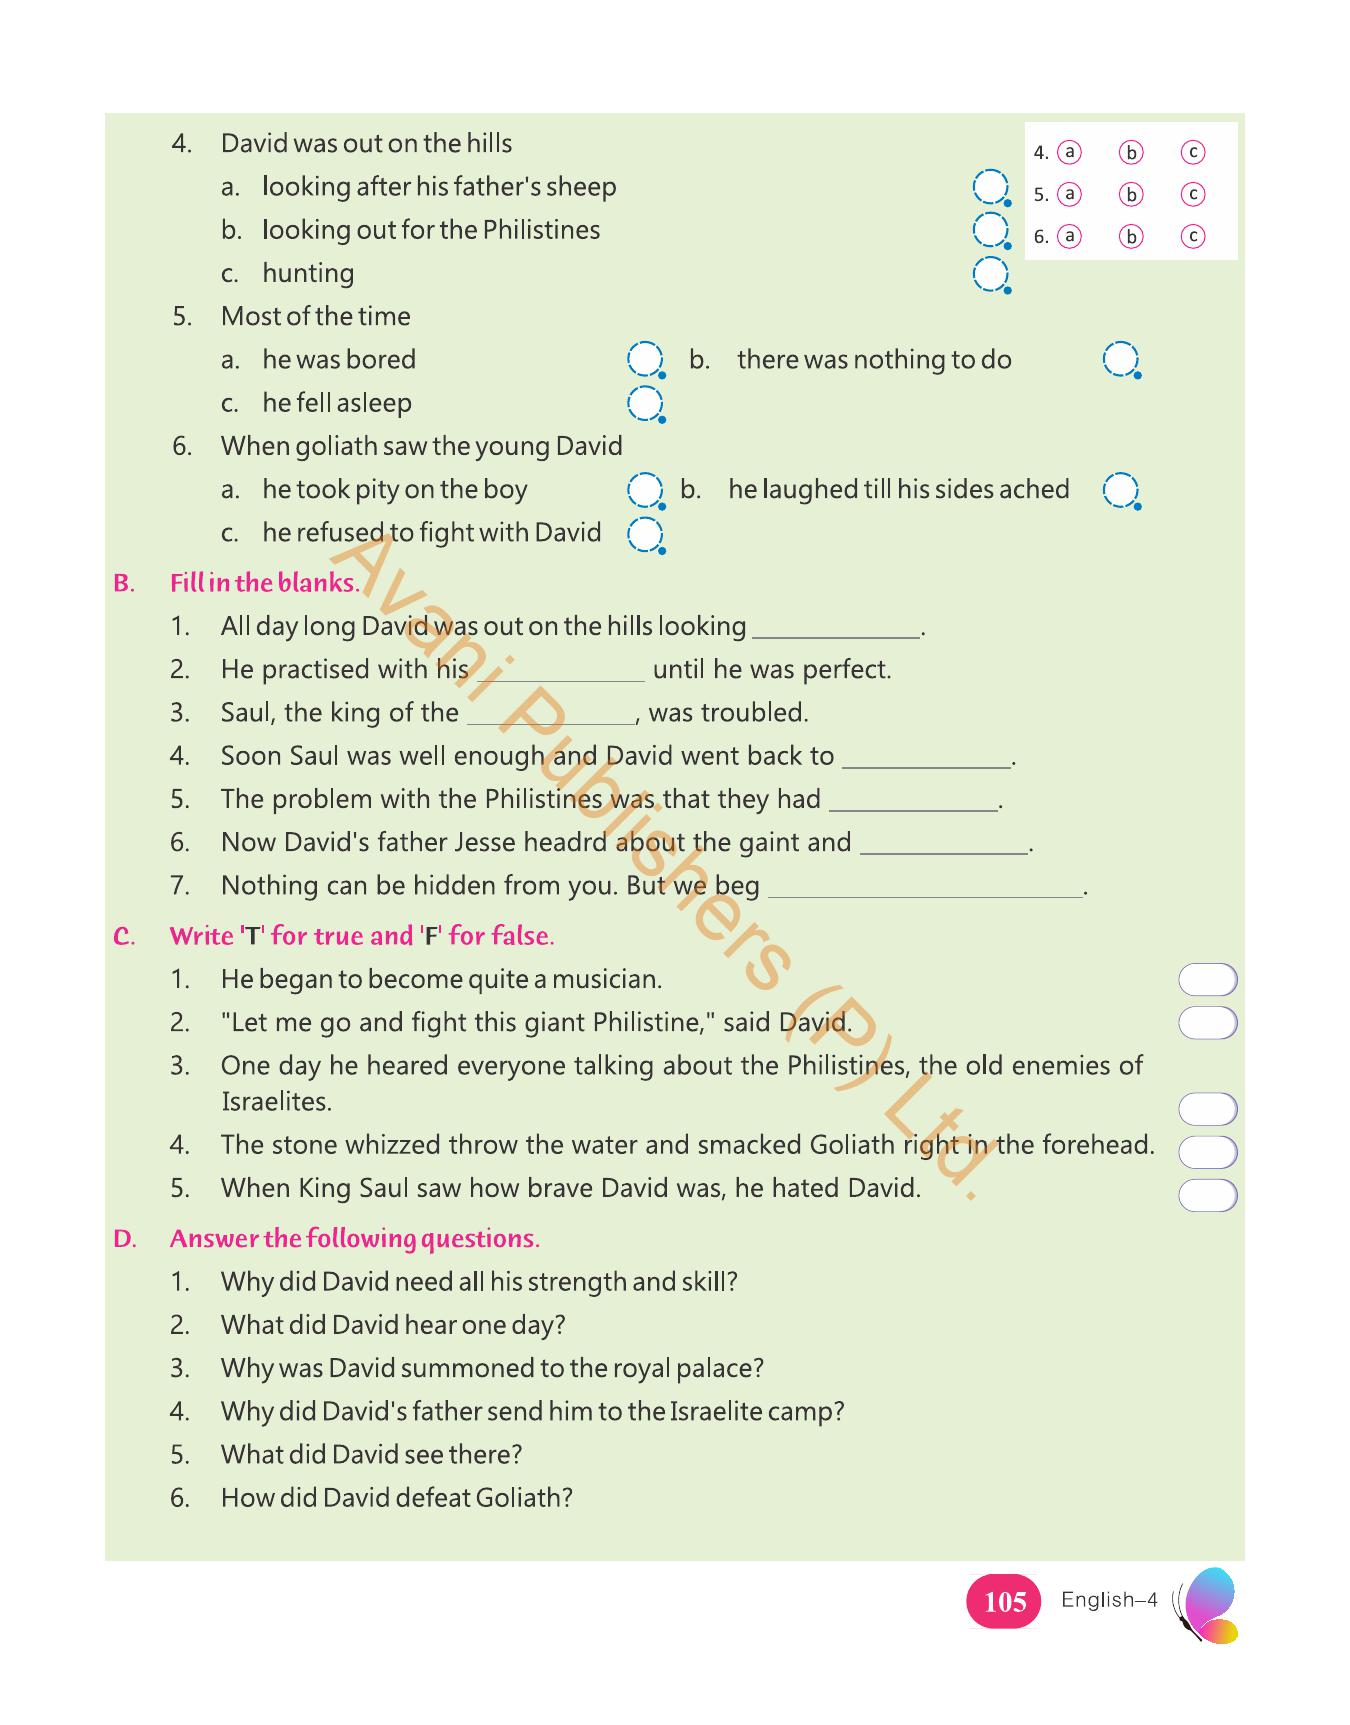 4. David was out on the hills
4. a b c
a. looking after his father's sheep
5. a b c
b. looking out for the Philistines
6. a b c
c. hunting
5. Most of the time
a. he was bored b. there was nothing to do
c. he fell asleep
6. When goliath saw the young David
a. he took pity on the boy b. he laughed till his sides ached
c. he refused to fight with David
B. Fill in the blanks.
1. All day long David was out on the hills looking ____________.
2. He practised with his ____________ until he was perfect.
3. Saul, the king of the ____________, was troubled.
4. Soon Saul was well enough and David went back to ____________.
5. The problem with the Philistines was that they had ____________.
6. Now David's father Jesse headrd about the gaint and ____________.
7. Nothing can be hidden from you. But we beg ______________________.
C. Write 'T' for true and 'F' for false.
1. He began to become quite a musician.
2. "Let me go and fight this giant Philistine," said David.
3. One day he heared everyone talking about the Philistines, the old enemies of
Israelites.
4. The stone whizzed throw the water and smacked Goliath right in the forehead.
5. When King Saul saw how brave David was, he hated David.
D. Answer the following questions.
1. Why did David need all his strength and skill?
2. What did David hear one day?
3. Why was David summoned to the royal palace?
4. Why did David's father send him to the Israelite camp?
5. What did David see there?
6. How did David defeat Goliath?
Avani Publishers (P) Ltd.
105 English–4